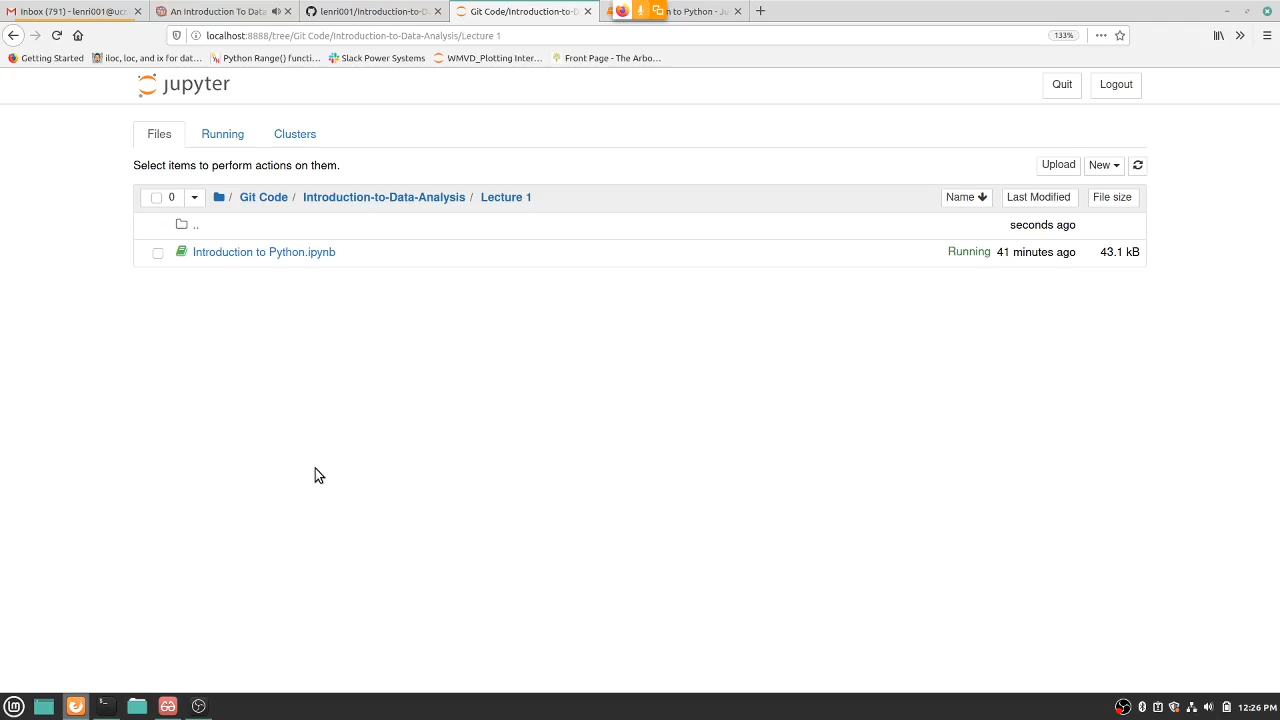 Inbox (791) - lenri001@ucr
An Introduction To Data
lenri001/Introduction-to-D
Git Code/Introduction-to-D
n to Python - Ju
localhost:8888/tree/Git Code/Introduction-to-Data-Analysis/Lecture 1
133%
Getting Started
iloc, loc, and ix for dat...
Python Range() functi...
Slack Power Systems
WMVD_Plotting Inter...
Front Page - The Arbo...
jupyter
Quit
Logout
Files
Running
Clusters
Select items to perform actions on them.
Upload
New
0
/ Git Code / Introduction-to-Data-Analysis / Lecture 1
Name
Last Modified
File size
..
seconds ago
Introduction to Python.ipynb
Running 41 minutes ago 43.1 kB
12:26 PM